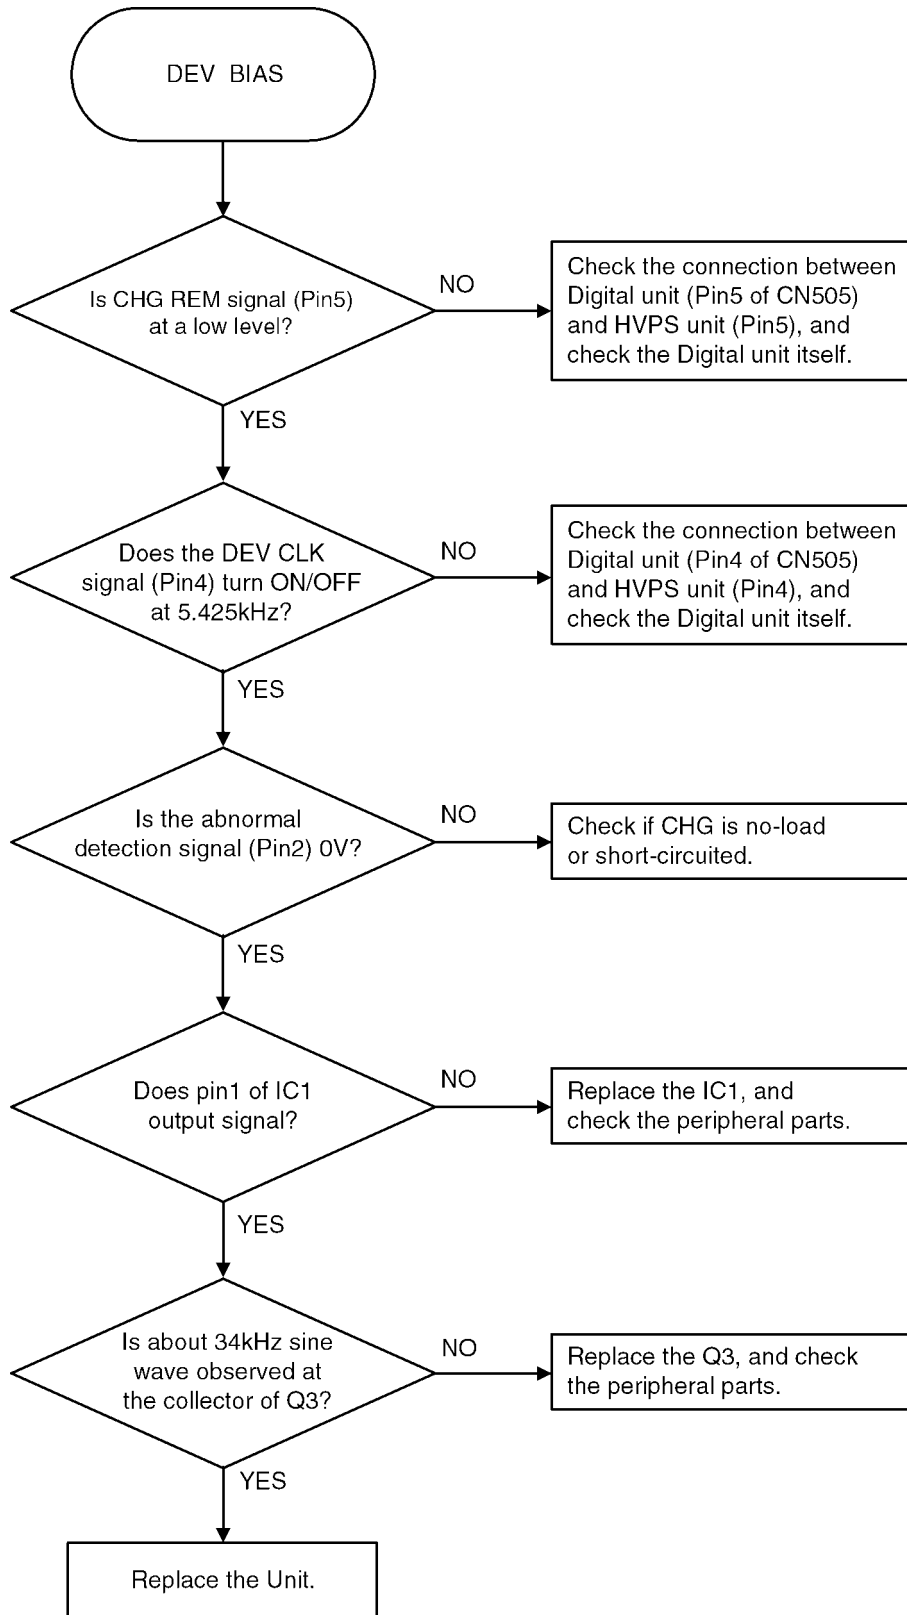 DEV BIAS
Is CHG REM signal (Pin5)
at a low level?
NO
Check the connection between
Digital unit (Pin5 of CN505)
and HVPS unit (Pin5), and
check the Digital unit itself.
YES
Does the DEV CLK
signal (Pin4) turn ON/OFF
at 5.425kHz?
NO
Check the connection between
Digital unit (Pin4 of CN505)
and HVPS unit (Pin4), and
check the Digital unit itself.
YES
Is the abnormal
detection signal (Pin2) 0V?
NO
Check if CHG is no-load
or short-circuited.
YES
Does pin1 of IC1
output signal?
NO
Replace the IC1, and
check the peripheral parts.
YES
Is about 34kHz sine
wave observed at
the collector of Q3?
NO
Replace the Q3, and check
the peripheral parts.
YES
Replace the Unit.